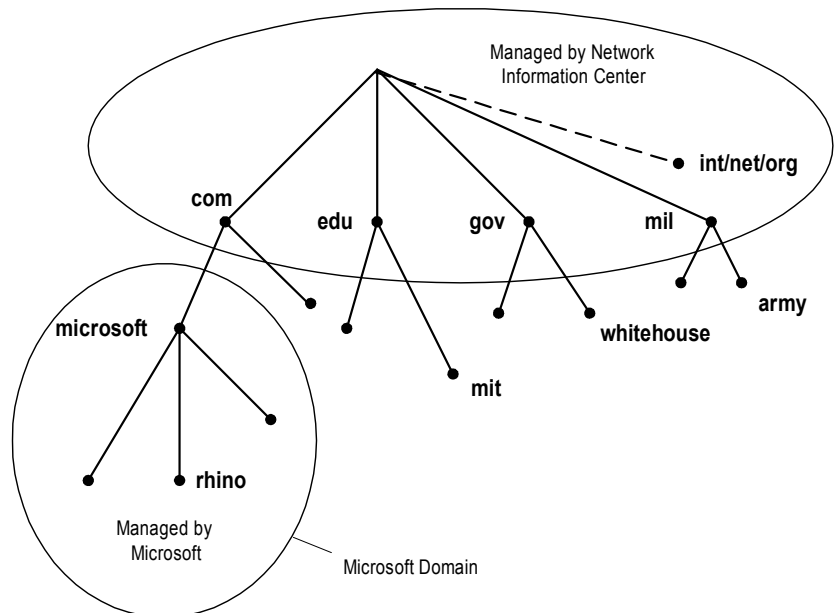 Managed by Network
Information Center
int/net/org
com
edu
gov
mil
army
microsoft
whitehouse
mit
rhino
Managed by
Microsoft
Microsoft Domain